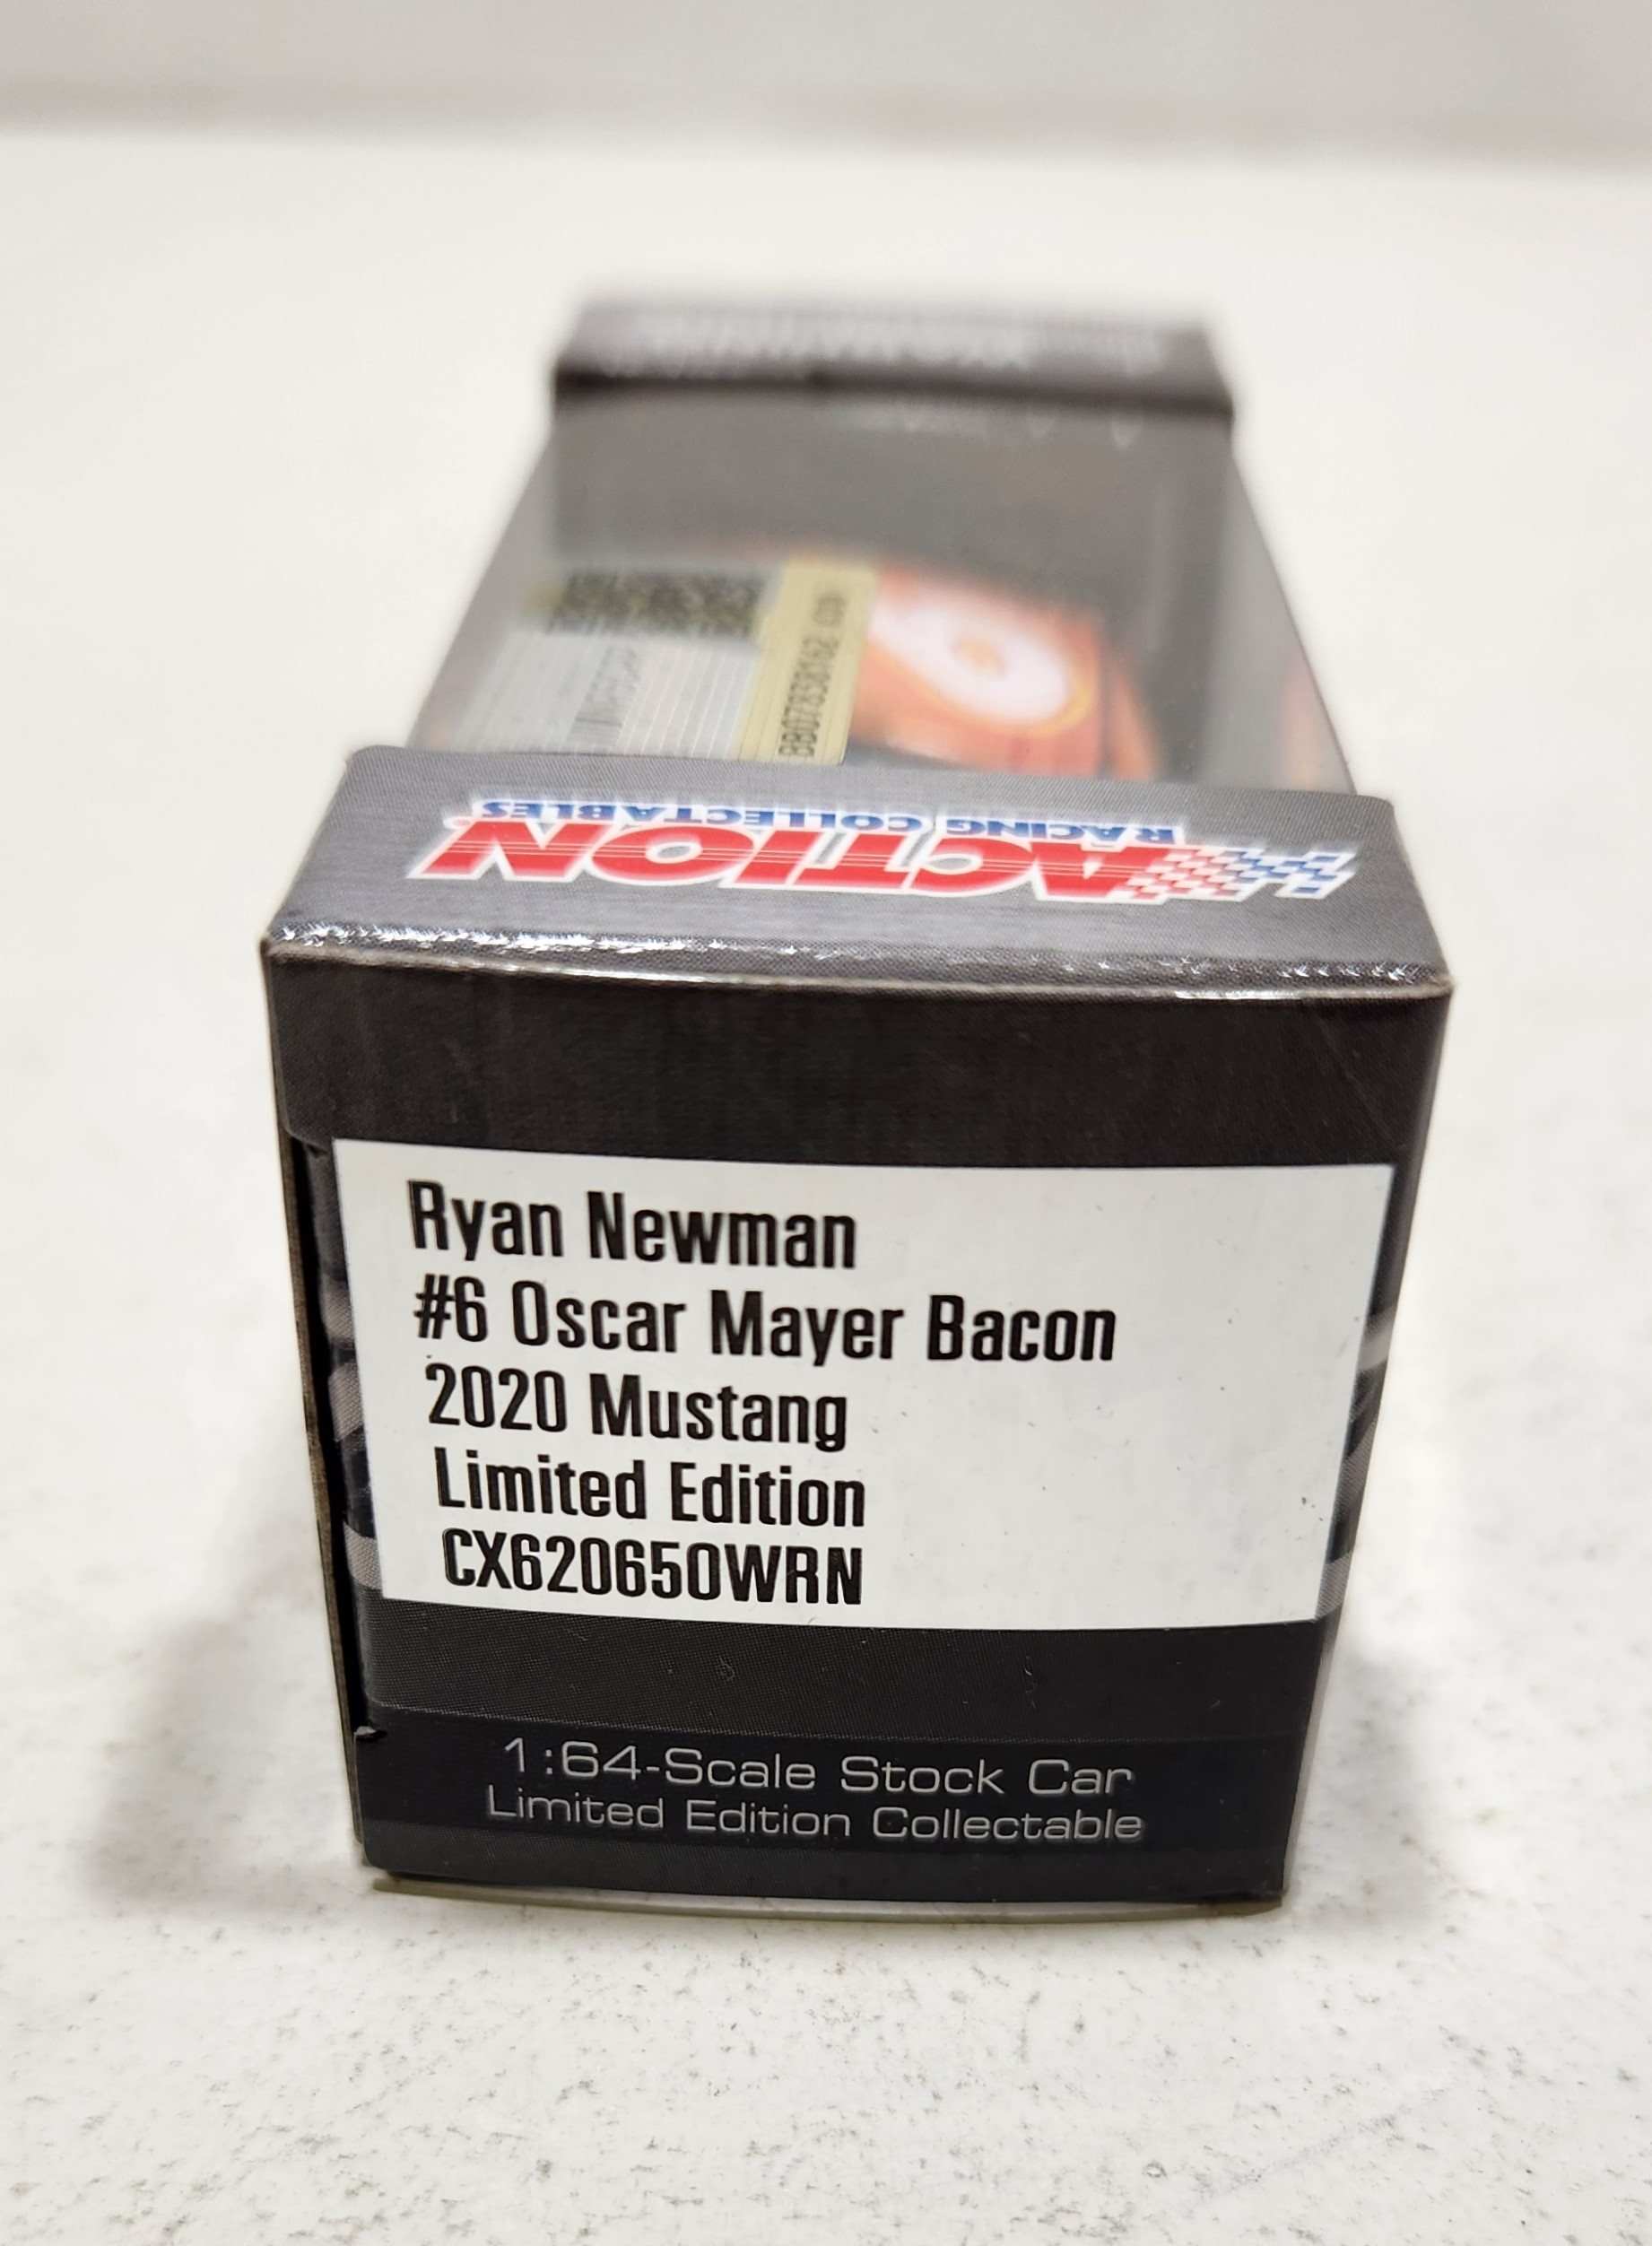 ACTION
RACING COLLECTABLES
Ryan Newman
#6 Oscar Mayer Bacon
2020 Mustang
Limited Edition
CX620650WRN
1:64-Scale Stock Car
Limited Edition Collectable